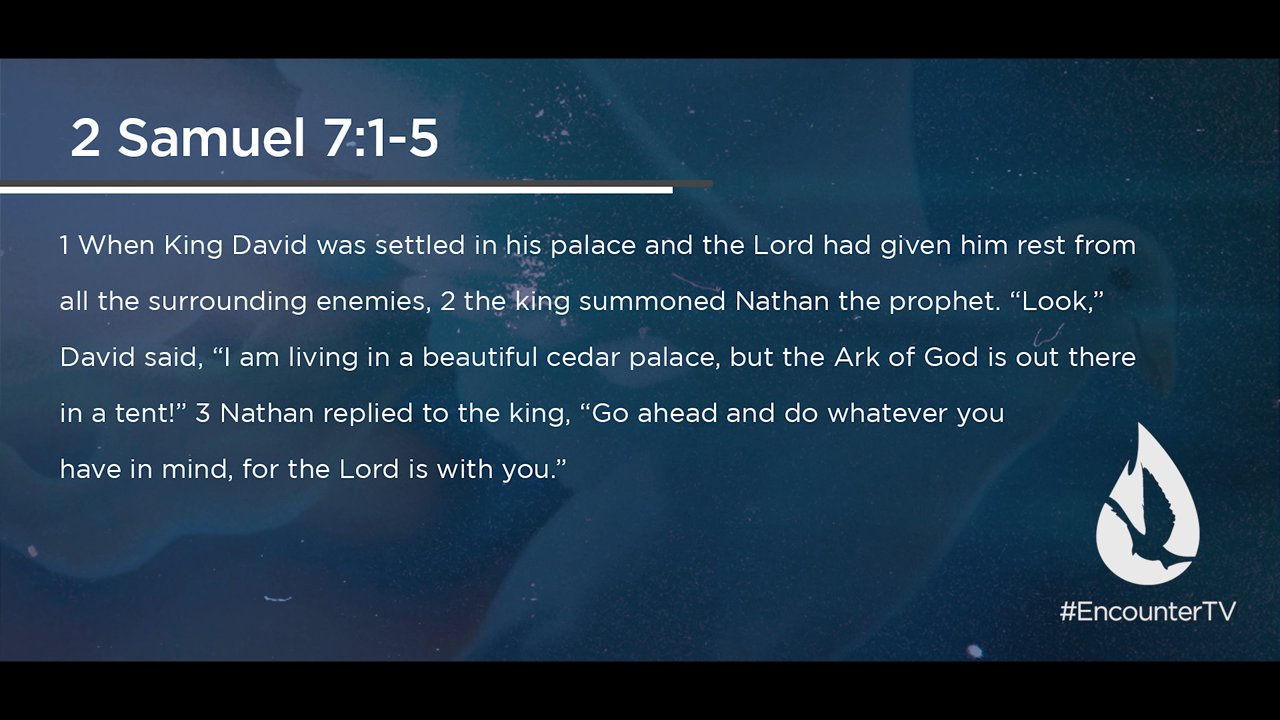 2 Samuel 7:1-5
1 When King David was settled in his palace and the Lord had given him rest from
all the surrounding enemies, 2 the king summoned Nathan the prophet. “Look,”
David said, “I am living in a beautiful cedar palace, but the Ark of God is out there
in a tent!” 3 Nathan replied to the king, “Go ahead and do whatever you
have in mind, for the Lord is with you.”
#EncounterTV